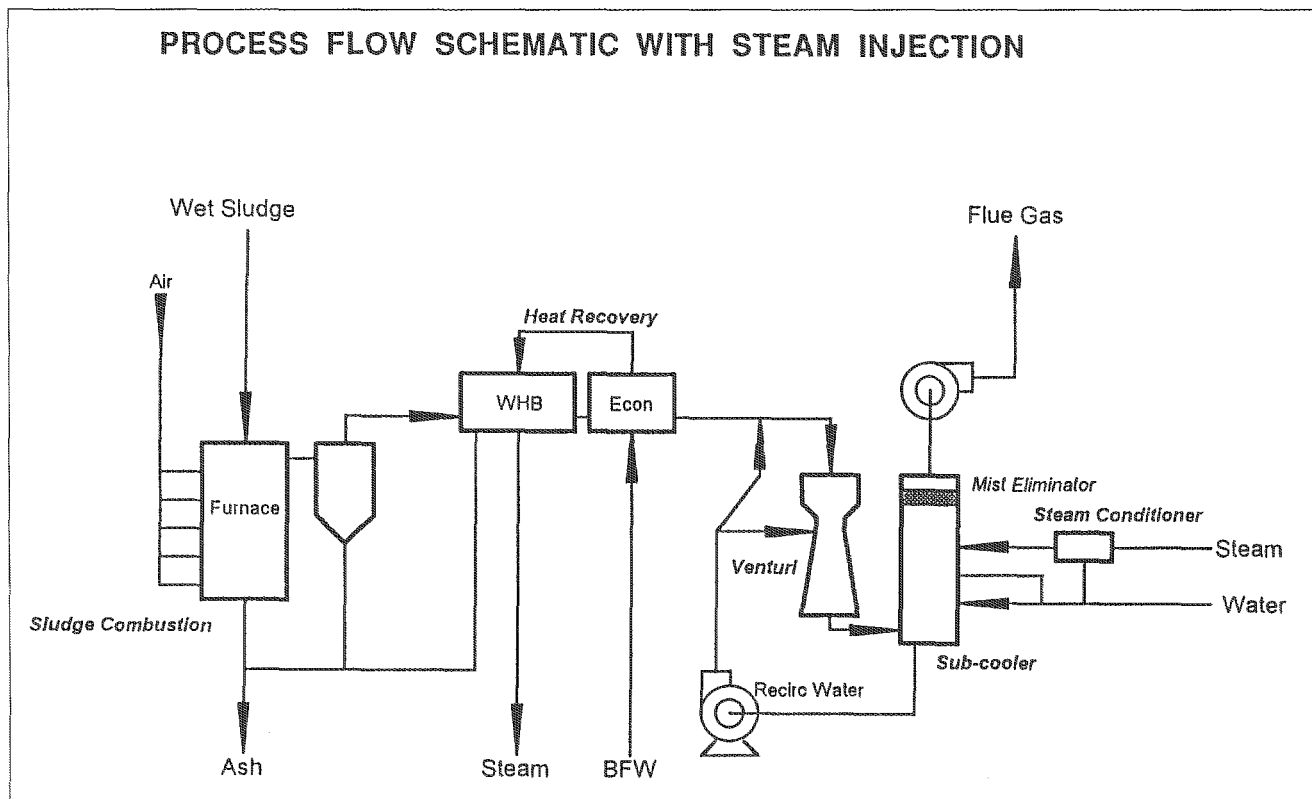 PROCESS FLOW SCHEMATIC WITH STEAM INJECTION
Wet Sludge
Flue Gas
Air
Heat Recovery
WHB
Econ
Furnace
Mist Eliminator
Steam Conditioner
Steam
Venturi
Water
Sludge Combustion
Sub-cooler
Recirc Water
Ash
Steam
BFW